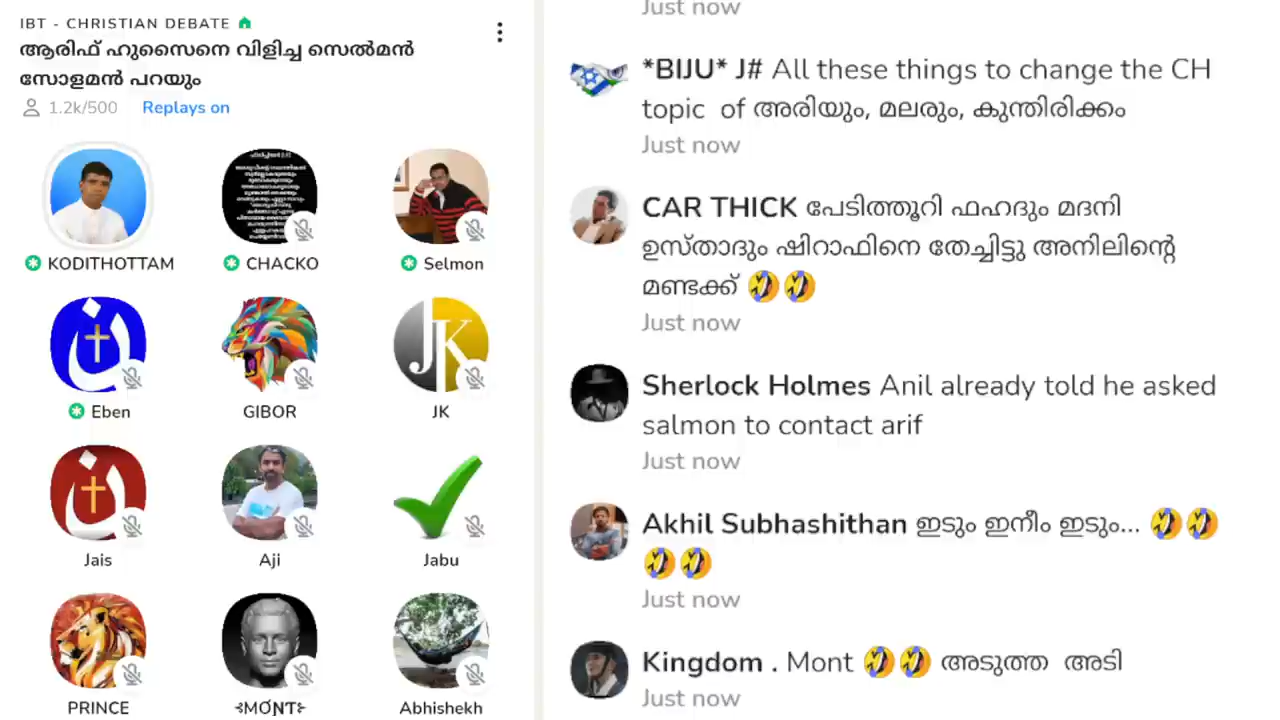 IBT - CHRISTIAN DEBATE
ആരിഫ് ഹുസൈനെ വിളിച്ച സെൽമൻ
സോളമൻ പറയും
1.2k/500 Replays on
KODITHOTTAM CHACKO Selmon
Eben GIBOR JK
Jais Aji Jabu
PRINCE ⊰MƠŊƬ⊱ Abhishekh
Just now
*BIJU* J# All these things to change the CH
topic of അരിയും, മലരും, കുന്തിരിക്കം
Just now
CAR THICK പേടിത്തൂറി ഫഹദും മദനി
ഉസ്താദും ഷിറാഫിനെ തേച്ചിട്ടു അനിലിന്റെ
മണ്ടക്ക് 🤣🤣
Just now
Sherlock Holmes Anil already told he asked
salmon to contact arif
Just now
Akhil Subhashithan ഇടും ഇനീം ഇടും... 🤣🤣
🤣🤣
Just now
Kingdom . Mont 🤣🤣 അടുത്ത അടി
Just now